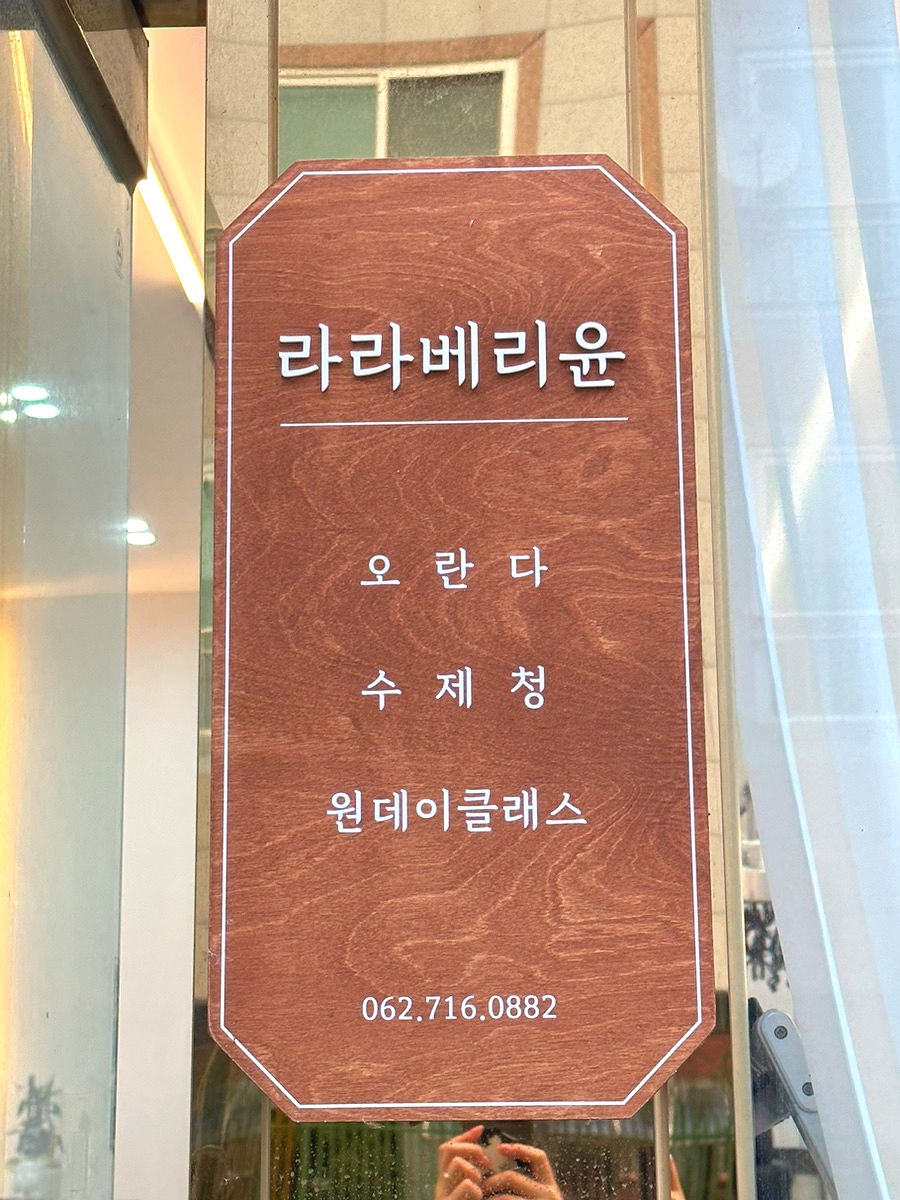 라라베리윤
오란다
수제청
원데이클래스
062.716.0882